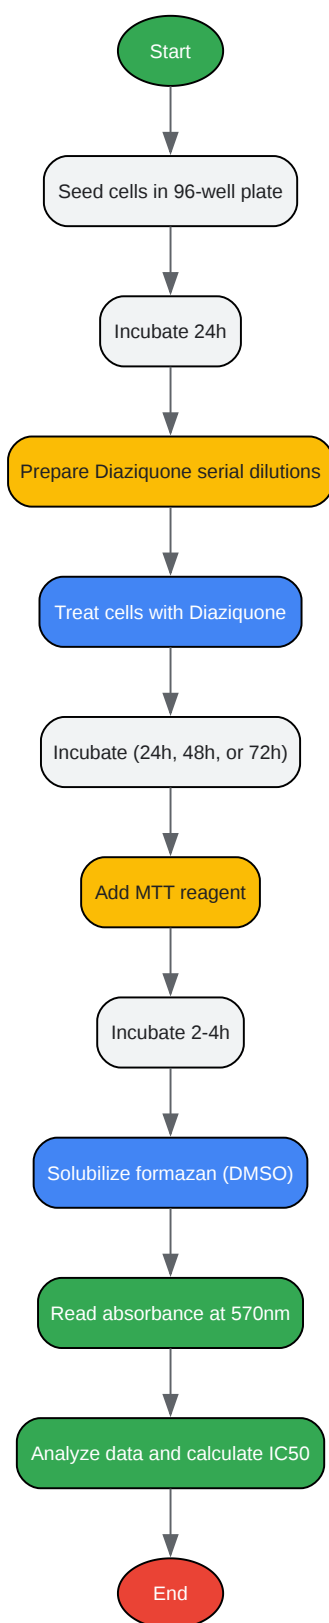 Start
Seed cells in 96-well plate
Incubate 24h
Prepare Diaziquone serial dilutions
Treat cells with Diaziquone
Incubate (24h, 48h, or 72h)
Add MTT reagent
Incubate 2-4h
Solubilize formazan (DMSO)
Read absorbance at 570nm
Analyze data and calculate IC50
End